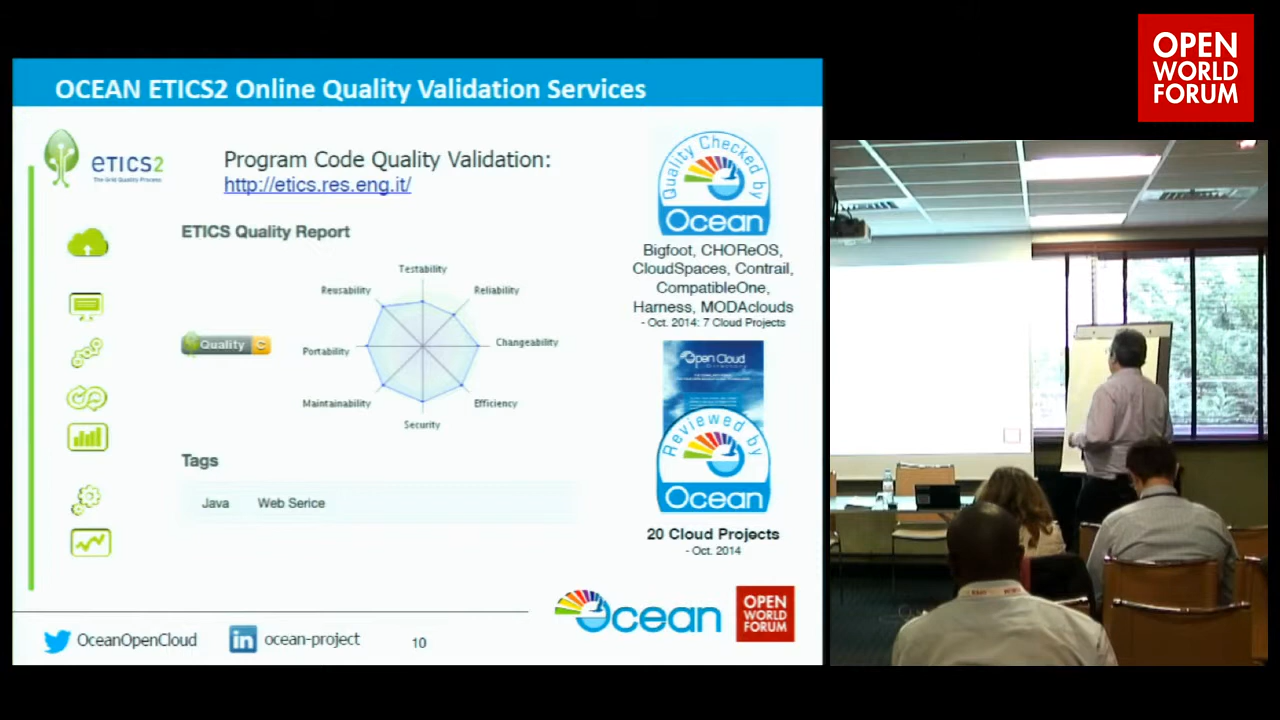 OPEN
WORLD
FORUM
OCEAN ETICS2 Online Quality Validation Services
eTICS2
The Grid Quality Process
Program Code Quality Validation:
http://etics.res.eng.it/
ETICS Quality Report
Quality C
Testability
Reliability
Changeability
Efficiency
Security
Maintainability
Portability
Reusability
Tags
Java Web Serice
Quality Checked by
Ocean
Bigfoot, CHOReOS,
CloudSpaces, Contrail,
CompatibleOne,
Harness, MODAclouds
- Oct. 2014: 7 Cloud Projects
Open Cloud
Directory
Reviewed by
Ocean
20 Cloud Projects
- Oct. 2014
Ocean
OPEN
WORLD
FORUM
OceanOpenCloud
in ocean-project
10